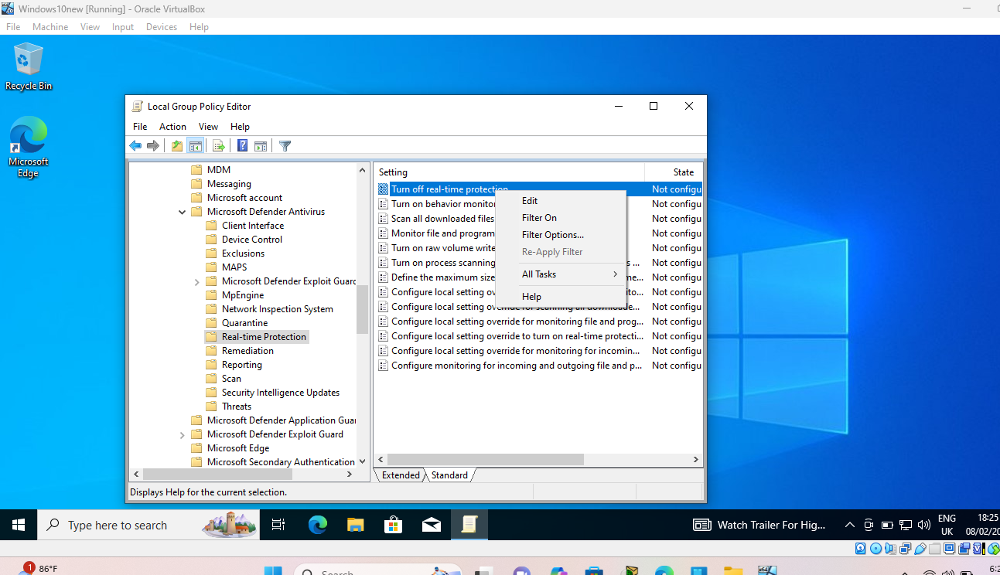 Windows10new [Running] - Oracle VirtualBox
File Machine View Input Devices Help
Recycle Bin
Microsoft
Edge
Local Group Policy Editor
File Action View Help
MDM
Messaging
Microsoft account
Microsoft Defender Antivirus
Client Interface
Device Control
Exclusions
MAPS
Microsoft Defender Exploit Guard
MpEngine
Network Inspection System
Quarantine
Real-time Protection
Remediation
Reporting
Scan
Security Intelligence Updates
Threats
Microsoft Defender Application Guar
Microsoft Defender Exploit Guard
Microsoft Edge
Microsoft Secondary Authentication
Setting State
Turn off real-time protection Not configu
Turn on behavior monitor Not configu
Scan all downloaded files Not configu
Monitor file and program Not configu
Turn on raw volume write Not configu
Turn on process scanning s ... Not configu
Define the maximum size me... Not configu
Configure local setting ov ito... Not configu
Configure local setting override for scanning all downloade... Not configu
Configure local setting override for monitoring file and prog... Not configu
Configure local setting override to turn on real-time protecti... Not configu
Configure local setting override for monitoring for incomin... Not configu
Configure monitoring for incoming and outgoing file and p... Not configu
Edit
Filter On
Filter Options...
Re-Apply Filter
All Tasks
Help
Extended Standard
Displays Help for the current selection.
Type here to search
Watch Trailer For Hig...
ENG
UK
18:25
08/02/20
1
86°F
Search
6:2